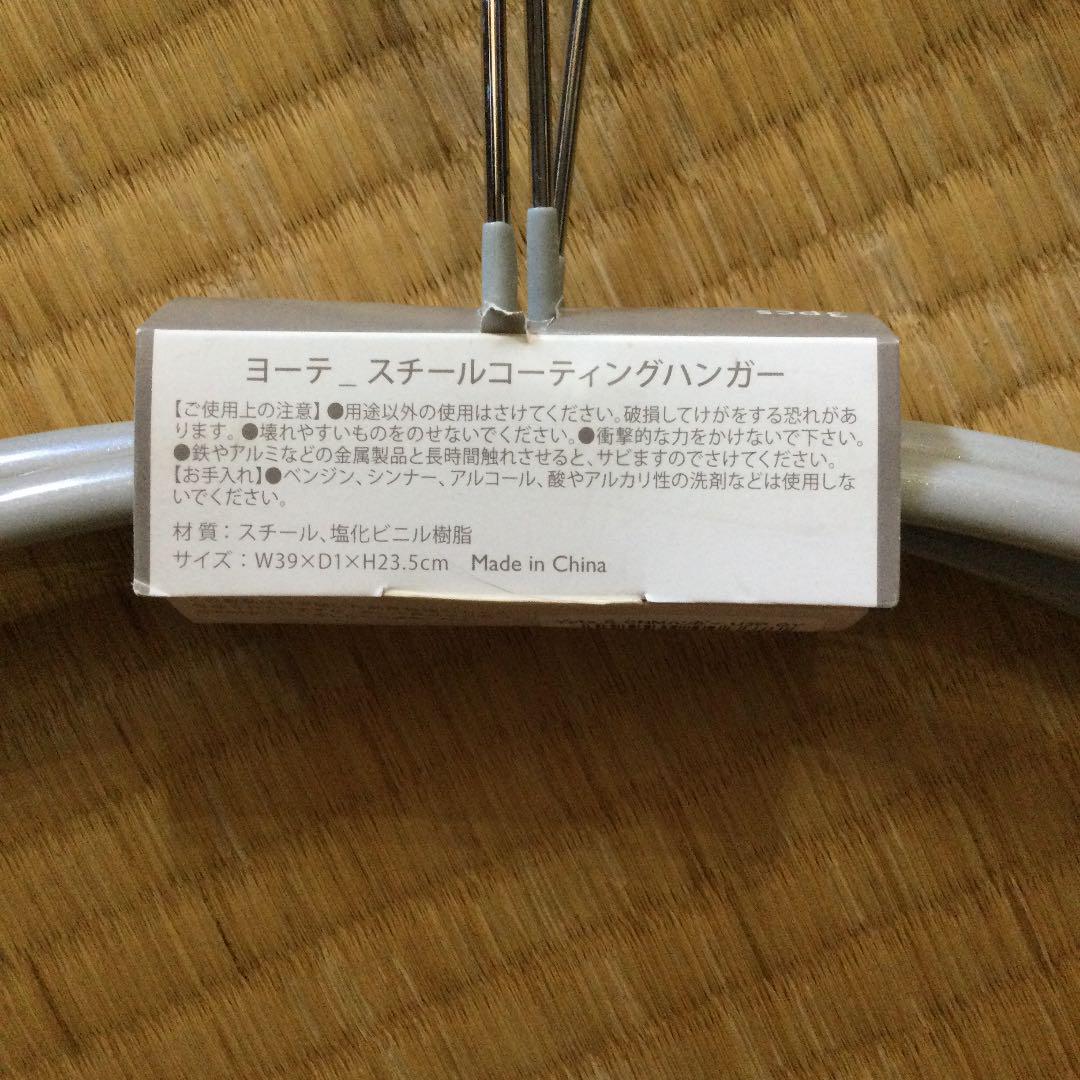 3pcs
ヨーテ_スチールコーティングハンガー
【ご使用上の注意】●用途以外の使用はさけてください。破損してけがをする恐れがあ
ります。●壊れやすいものをのせないでください。●衝撃的な力をかけないで下さい。
●鉄やアルミなどの金属製品と長時間触れさせると、サビますのでさけてください。
【お手入れ】●ベンジン、シンナー、アルコール、酸やアルカリ性の洗剤などは使用しな
いでください。
材質：スチール、塩化ビニル樹脂
サイズ：W39×D1×H23.5cm Made in China